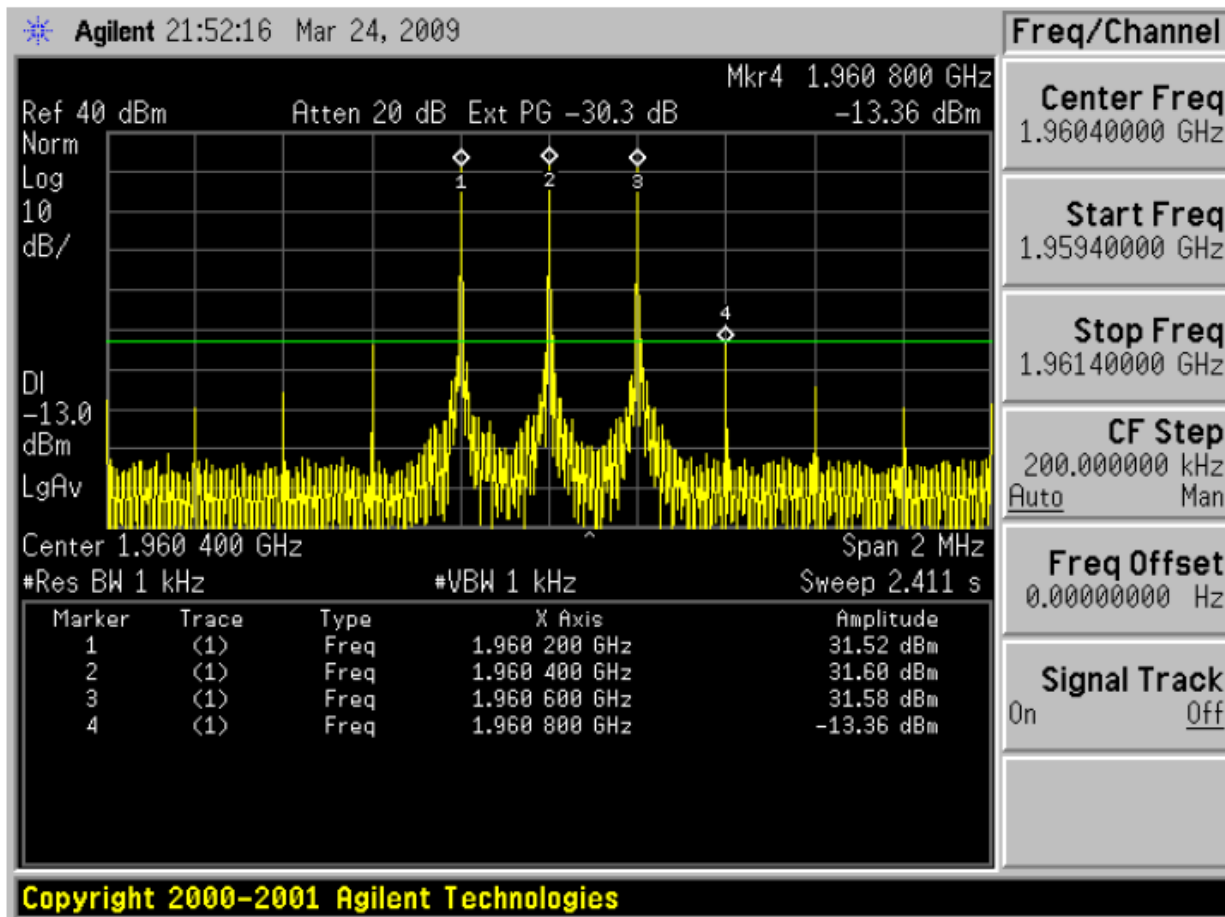 Agilent 21:52:16 Mar 24, 2009
Mkr4 1.960 800 GHz
Ref 40 dBm Atten 20 dB Ext PG -30.3 dB -13.36 dBm
Norm
Log
10
dB/
1 2 3
4
DI
-13.0
dBm
LgAv
Center 1.960 400 GHz Span 2 MHz
#Res BW 1 kHz #VBW 1 kHz Sweep 2.411 s
Marker Trace Type X Axis Amplitude
1 (1) Freq 1.960 200 GHz 31.52 dBm
2 (1) Freq 1.960 400 GHz 31.60 dBm
3 (1) Freq 1.960 600 GHz 31.58 dBm
4 (1) Freq 1.960 800 GHz -13.36 dBm
Freq/Channel
Center Freq
1.96040000 GHz
Start Freq
1.95940000 GHz
Stop Freq
1.96140000 GHz
CF Step
200.000000 kHz
Auto Man
Freq Offset
0.00000000 Hz
Signal Track
On Off
Copyright 2000-2001 Agilent Technologies